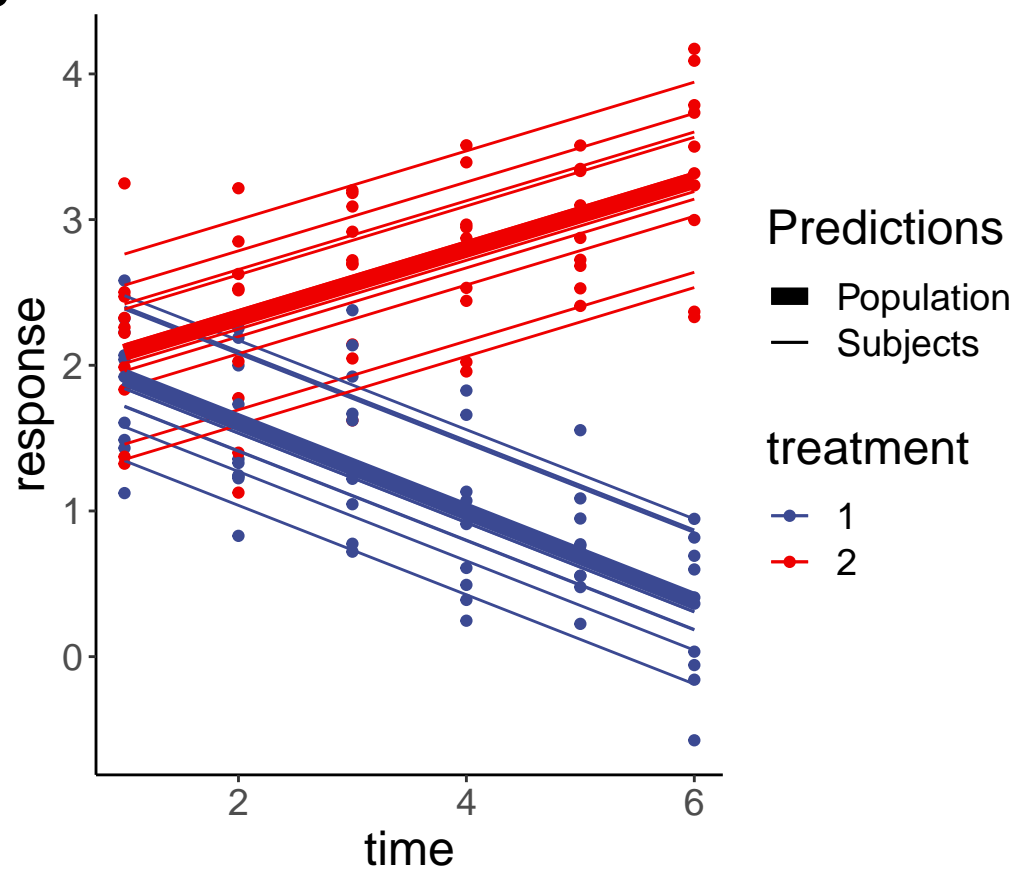 4
3
2
1
0
response
2
4
6
time
Predictions
Population
Subjects
treatment
1
2